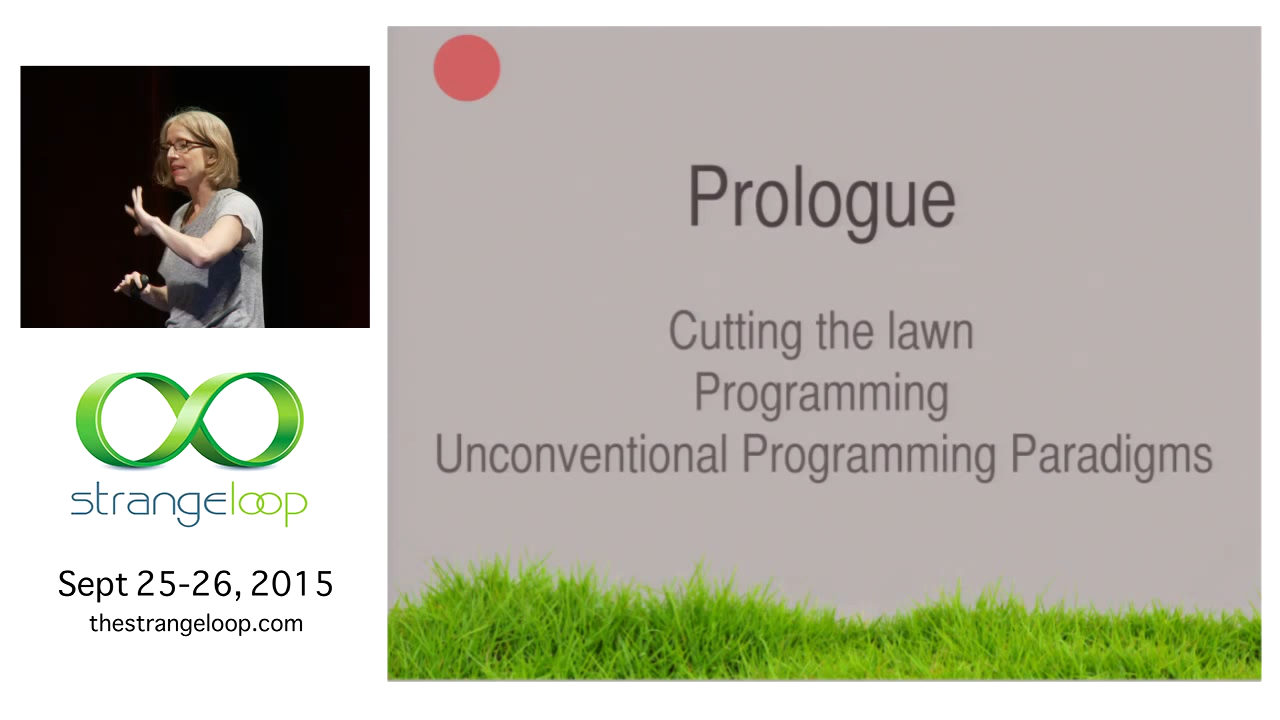 Prologue
Cutting the lawn
Programming
Unconventional Programming Paradigms
strangeloop
Sept 25-26, 2015
thestrangeloop.com